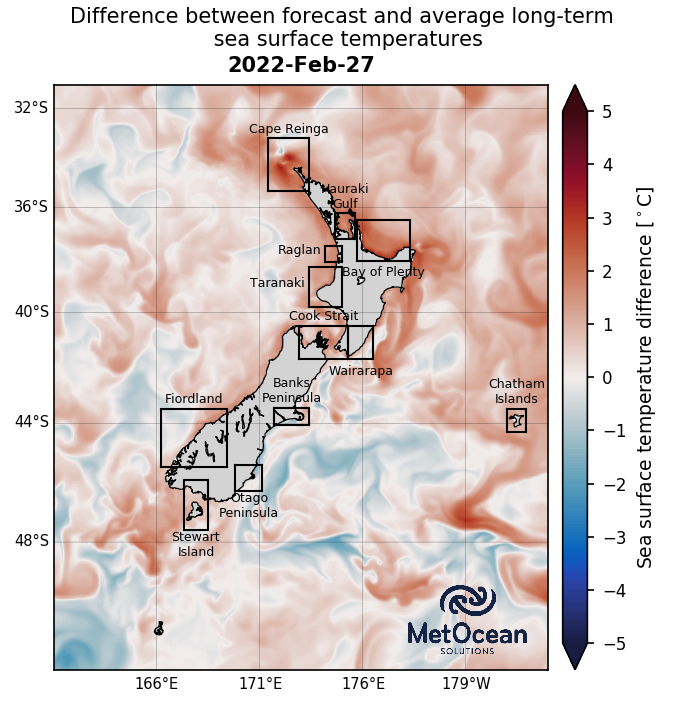 Difference between forecast and average long-term
sea surface temperatures
2022-Feb-27
32°S
36°S
40°S
44°S
48°S
Cape Reinga
Hauraki
Gulf
Raglan
Bay of Plenty
Taranaki
Cook Strait
Wairarapa
Banks
Peninsula
Fiordland
Chatham
Islands
Otago
Peninsula
Stewart
Island
MetOcean
SOLUTIONS
166°E
171°E
176°E
179°W
5
4
3
2
1
0
−1
−2
−3
−4
−5
Sea surface temperature difference [°C]